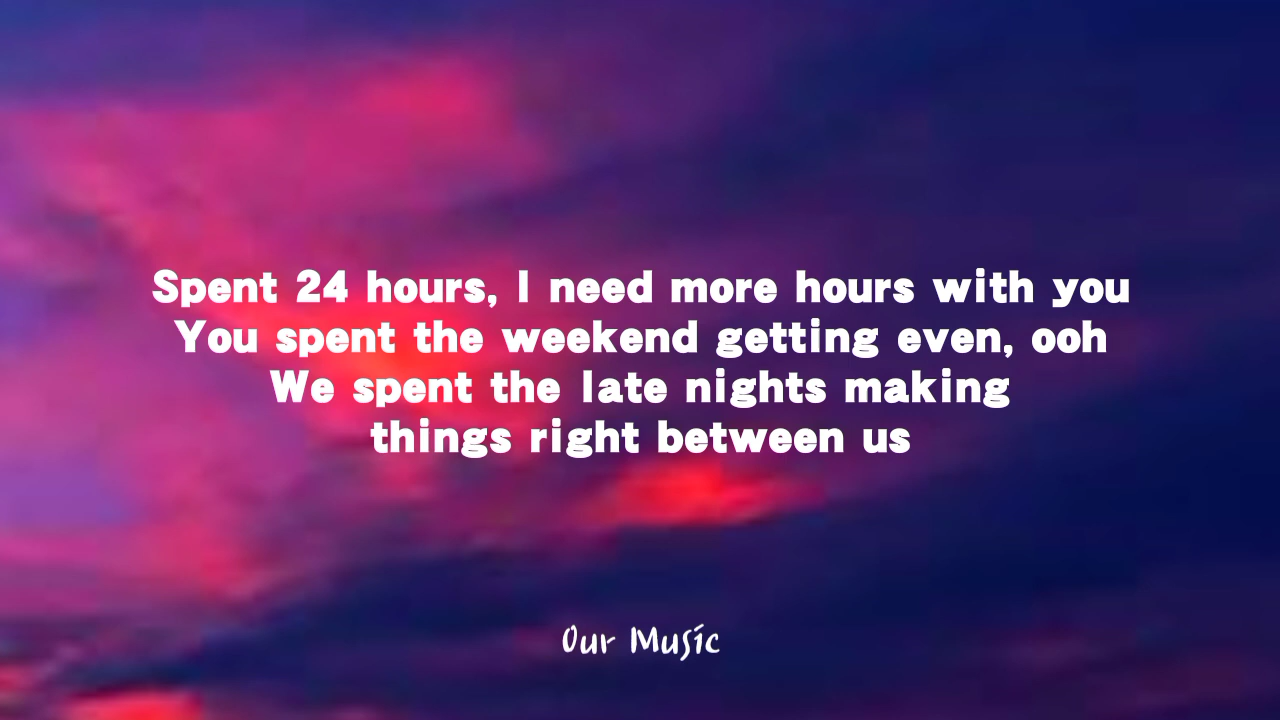 Spent 24 hours, I need more hours with you
You spent the weekend getting even, ooh
We spent the late nights making
things right between us
Our Music